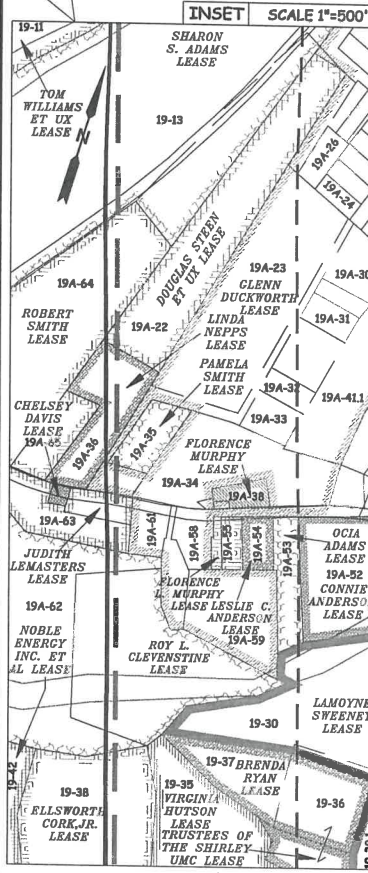 INSET SCALE 1"=500'
19-11
SHARON
S. ADAMS
LEASE
TOM
WILLIAMS
ET UX
LEASE
N
19-13
19A-26
19A-24
DOUGLAS STEEN
ET UX LEASE
19A-64
19A-23
GLENN
DUCKWORTH
LEASE
19A-30
ROBERT
SMITH
LEASE
19A-22
LINDA
NEPPS
LEASE
19A-31
PAMELA
SMITH
LEASE
19A-32
19A-41.1
CHELSEY
DAVIS
LEASE
19A-65
19A-36
19A-35
19A-33
FLORENCE
MURPHY
LEASE
19A-34
19A-38
19A-63
19A-61
19A-58
19A-55
19A-54
19A-53
OCIA
ADAMS
LEASE
JUDITH
LEMASTERS
LEASE
19A-52
CONNIE
ANDERSO
LEASE
19A-62
FLORENCE
L. MURPHY
LEASE
LESLIE C.
ANDERSON
LEASE
19A-59
NOBLE
ENERGY
INC. ET
AL LEASE
ROY L.
CLEVENSTINE
LEASE
LAMOYNE
SWEENEY
LEASE
19-30
19-42
19-37
BRENDA
RYAN
LEASE
19-38
ELLSWORTH
CORK,JR.
LEASE
19-35
VIRGINIA
HUTSON
LEASE
19-36
TRUSTEES OF
THE SHIRLEY
UMC LEASE